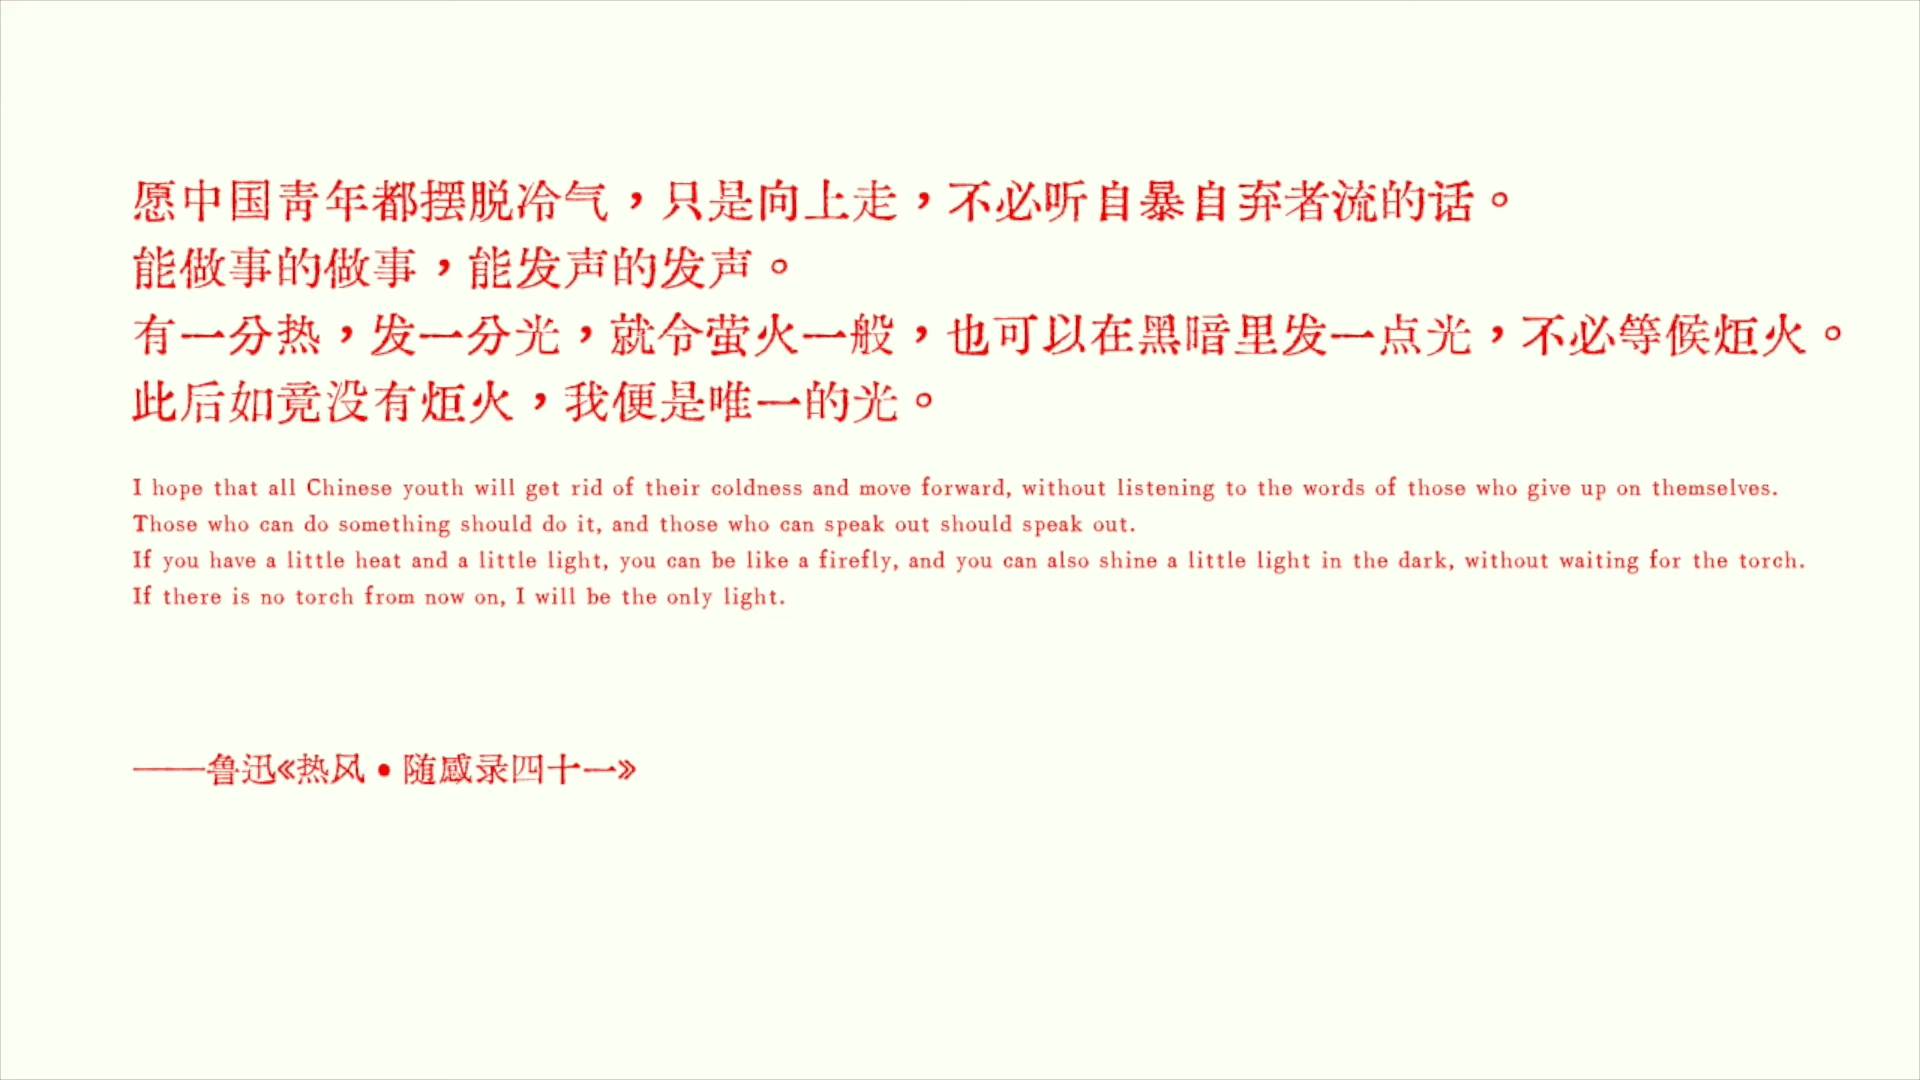 愿中国青年都摆脱冷气，只是向上走，不必听自暴自弃者流的话。
能做事的做事，能发声的发声。
有一分热，发一分光，就令萤火一般，也可以在黑暗里发一点光，不必等候炬火。
此后如竟没有炬火，我便是唯一的光。
I hope that all Chinese youth will get rid of their coldness and move forward, without listening to the words of those who give up on themselves.
Those who can do something should do it, and those who can speak out should speak out.
If you have a little heat and a little light, you can be like a firefly, and you can also shine a little light in the dark, without waiting for the torch.
If there is no torch from now on, I will be the only light.
——鲁迅《热风•随感录四十一》